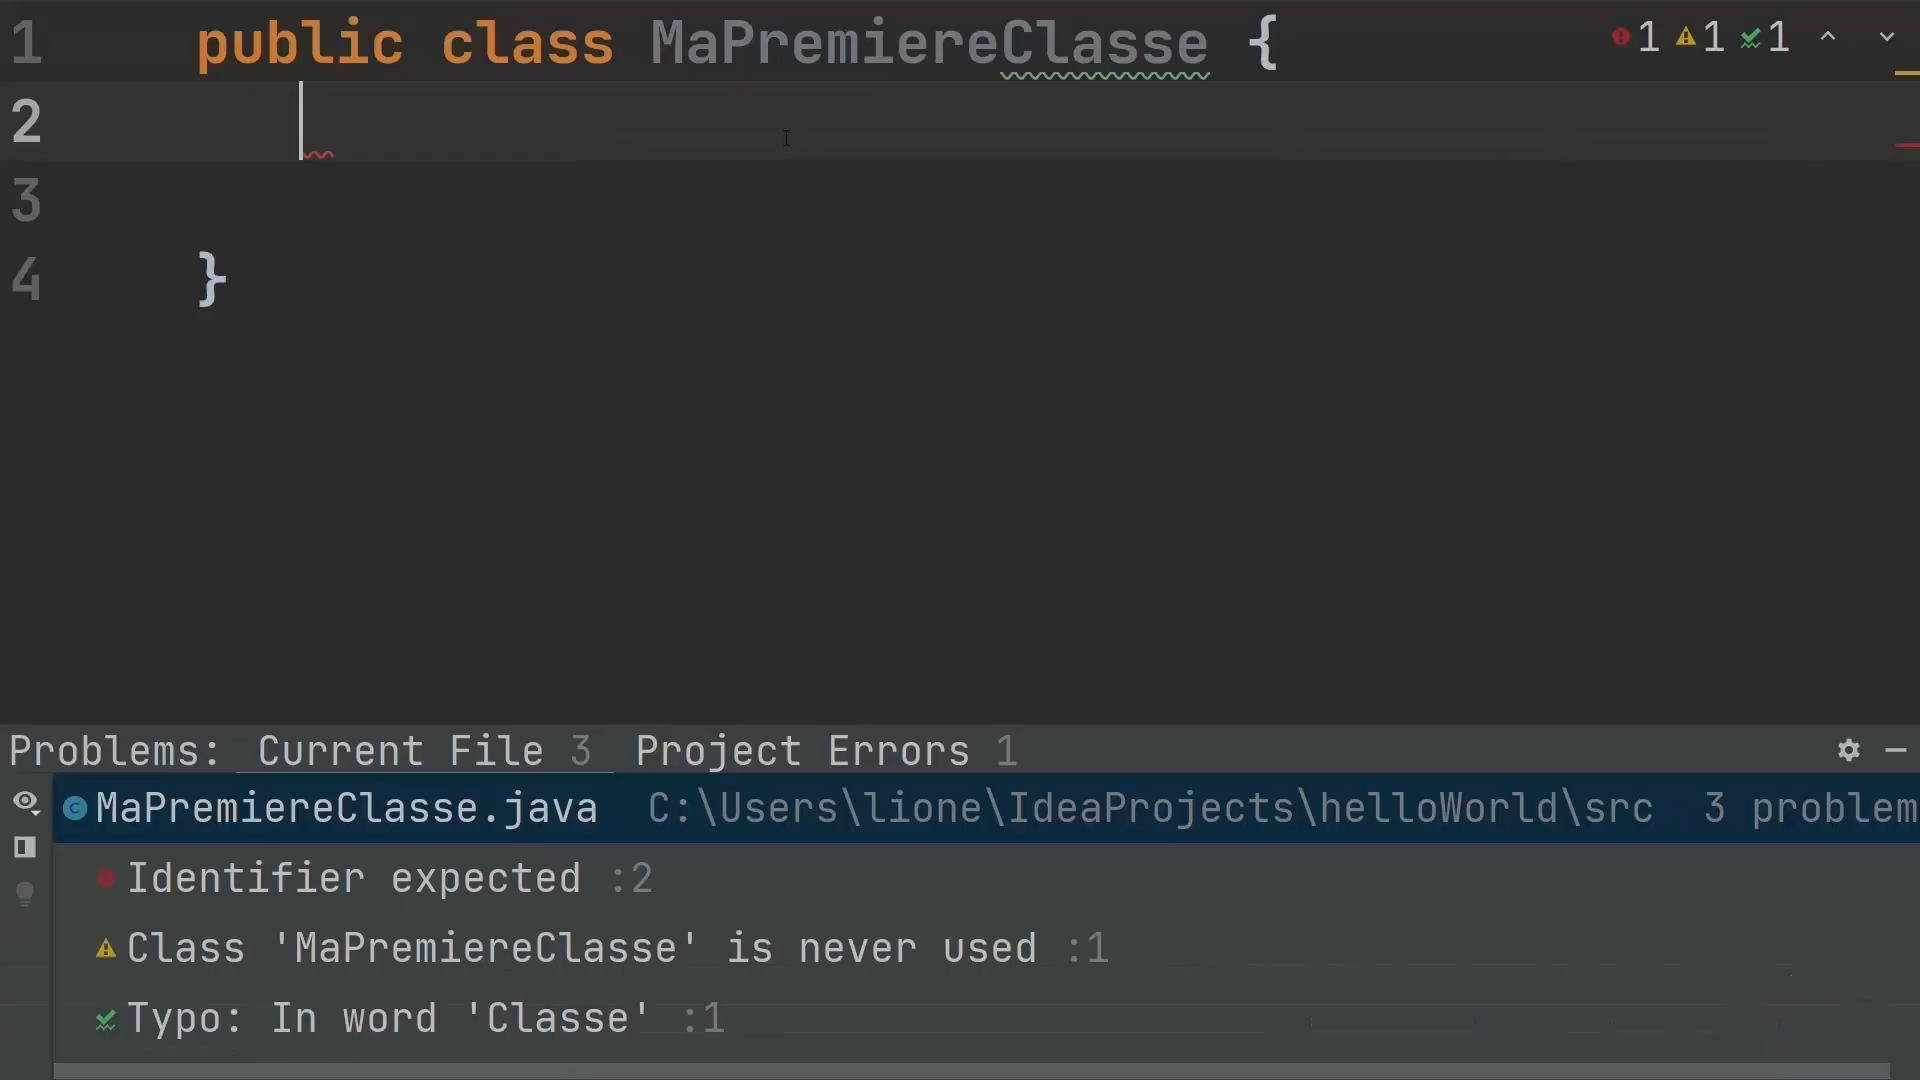 1 public class MaPremiereClasse {
1 1 1
2
3
4 }
Problems: Current File 3 Project Errors 1
MaPremiereClasse.java C:\Users\lione\IdeaProjects\helloWorld\src 3 problem
Identifier expected :2
Class 'MaPremiereClasse' is never used :1
Typo: In word 'Classe' :1